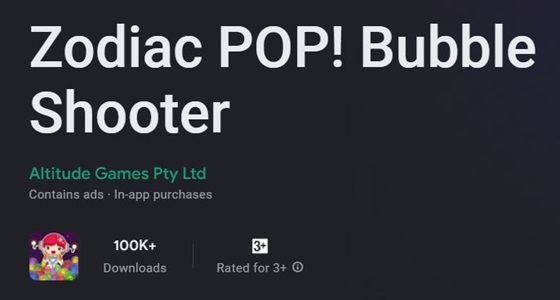 Zodiac POP! Bubble
Shooter
Altitude Games Pty Ltd
Contains ads · In-app purchases
100K+
3+
Downloads
Rated for 3+